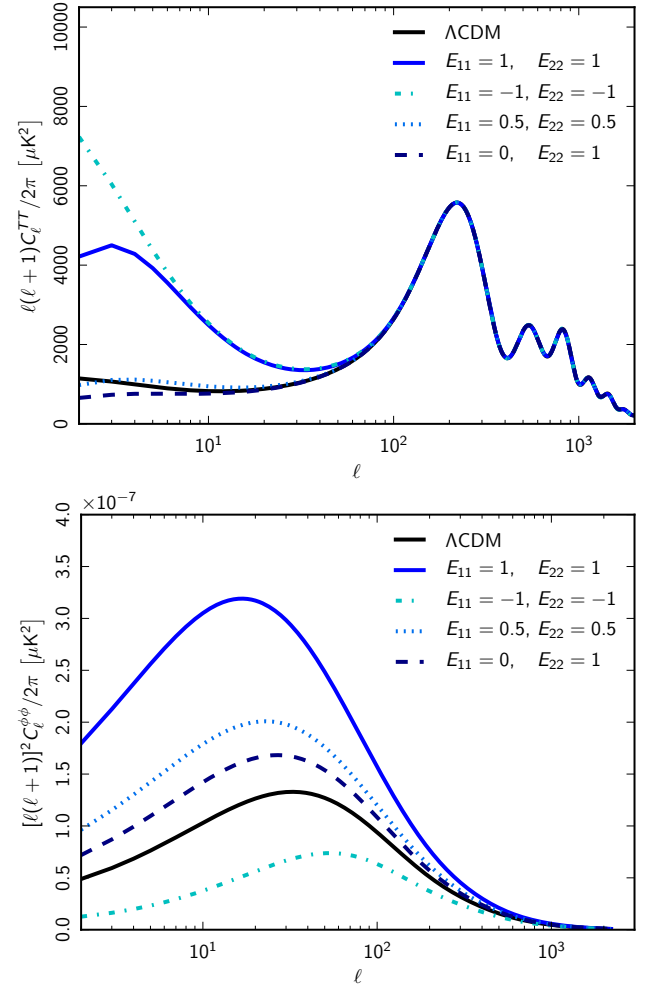 10000
8000
6000
4000
2000
0
ℓ(ℓ + 1)C_ℓ^{TT}/2π [μK²]
ΛCDM
E₁₁ = 1, E₂₂ = 1
E₁₁ = −1, E₂₂ = −1
E₁₁ = 0.5, E₂₂ = 0.5
E₁₁ = 0, E₂₂ = 1
10¹ 10² 10³
ℓ
×10⁻⁷
4.0
3.5
3.0
2.5
2.0
1.5
1.0
0.5
0.0
[ℓ(ℓ + 1)]²C_ℓ^{ϕϕ}/2π [μK²]
ΛCDM
E₁₁ = 1, E₂₂ = 1
E₁₁ = −1, E₂₂ = −1
E₁₁ = 0.5, E₂₂ = 0.5
E₁₁ = 0, E₂₂ = 1
10¹ 10² 10³
ℓ